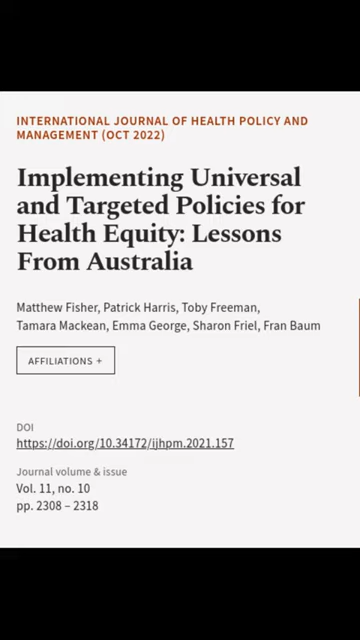 INTERNATIONAL JOURNAL OF HEALTH POLICY AND
MANAGEMENT (OCT 2022)
Implementing Universal
and Targeted Policies for
Health Equity: Lessons
From Australia
Matthew Fisher, Patrick Harris, Toby Freeman,
Tamara Mackean, Emma George, Sharon Friel, Fran Baum
AFFILIATIONS +
DOI
https://doi.org/10.34172/ijhpm.2021.157
Journal volume & issue
Vol. 11, no. 10
pp. 2308 – 2318